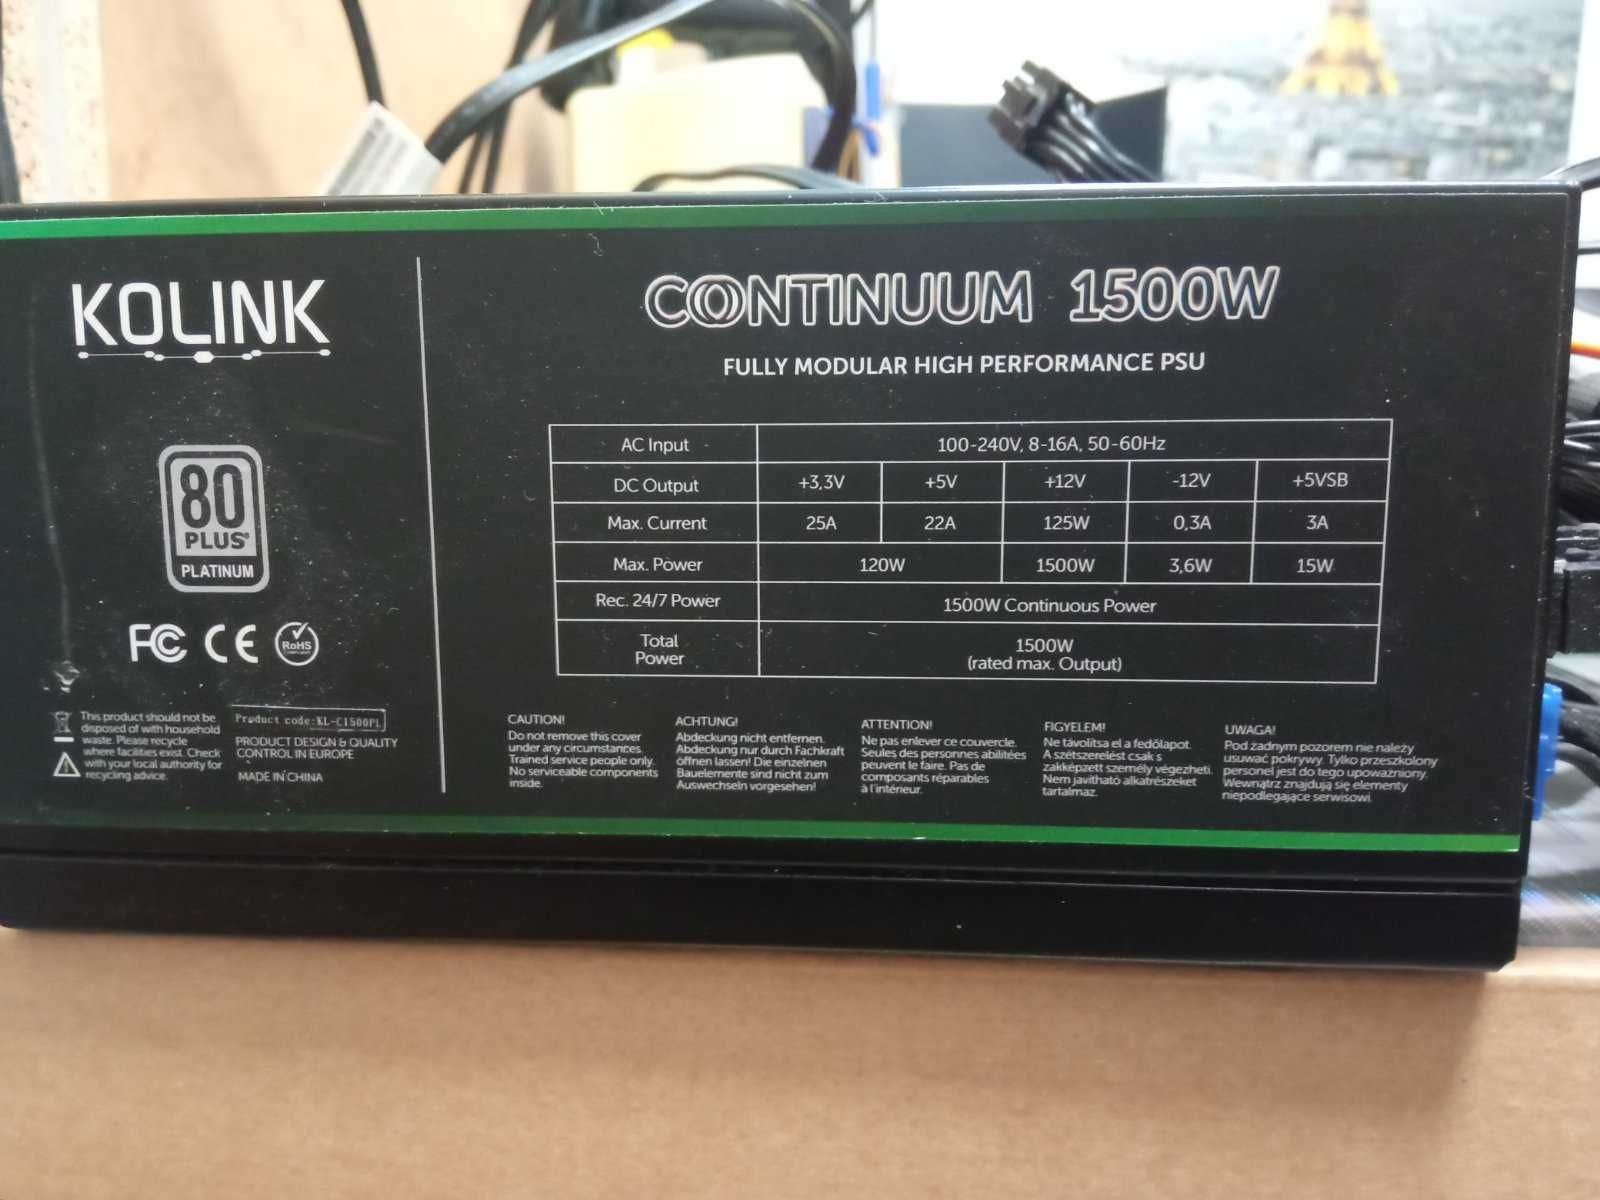 KOLINK
80
PLUS®
PLATINUM
FC CE RoHS
This product should not be
disposed of with household
waste. Please recycle
where facilities exist. Check
with your local authority for
recycling advice.
Product code:KL-C1500PL
PRODUCT DESIGN & QUALITY
CONTROL IN EUROPE
MADE IN CHINA
CONTINUUM 1500W
FULLY MODULAR HIGH PERFORMANCE PSU
AC Input 100-240V, 8-16A, 50-60Hz
DC Output +3,3V +5V +12V -12V +5VSB
Max. Current 25A 22A 125W 0,3A 3A
Max. Power 120W 1500W 3,6W 15W
Rec. 24/7 Power 1500W Continuous Power
Total
Power
1500W
(rated max. Output)
CAUTION!
Do not remove this cover
under any circumstances.
Trained service people only.
No serviceable components
inside.
ACHTUNG!
Abdeckung nicht entfernen.
Abdeckung nur durch Fachkraft
öffnen lassen! Die einzelnen
Bauelemente sind nicht zum
Auswechseln vorgesehen!
ATTENTION!
Ne pas enlever ce couvercle.
Seules des personnes abilitées
peuvent le faire. Pas de
composants réparables
à l'intérieur.
FIGYELEM!
Ne távolítsa el a fedőlapot.
A szétszerelést csak s
zakképzett személy végezheti.
Nem javítható alkatrészeket
tartalmaz.
UWAGA!
Pod żadnym pozorem nie należy
usuwać pokrywy. Tylko przeszkolony
personel jest do tego upoważniony.
Wewnątrz znajdują się elementy
niepodlegające serwisowi.